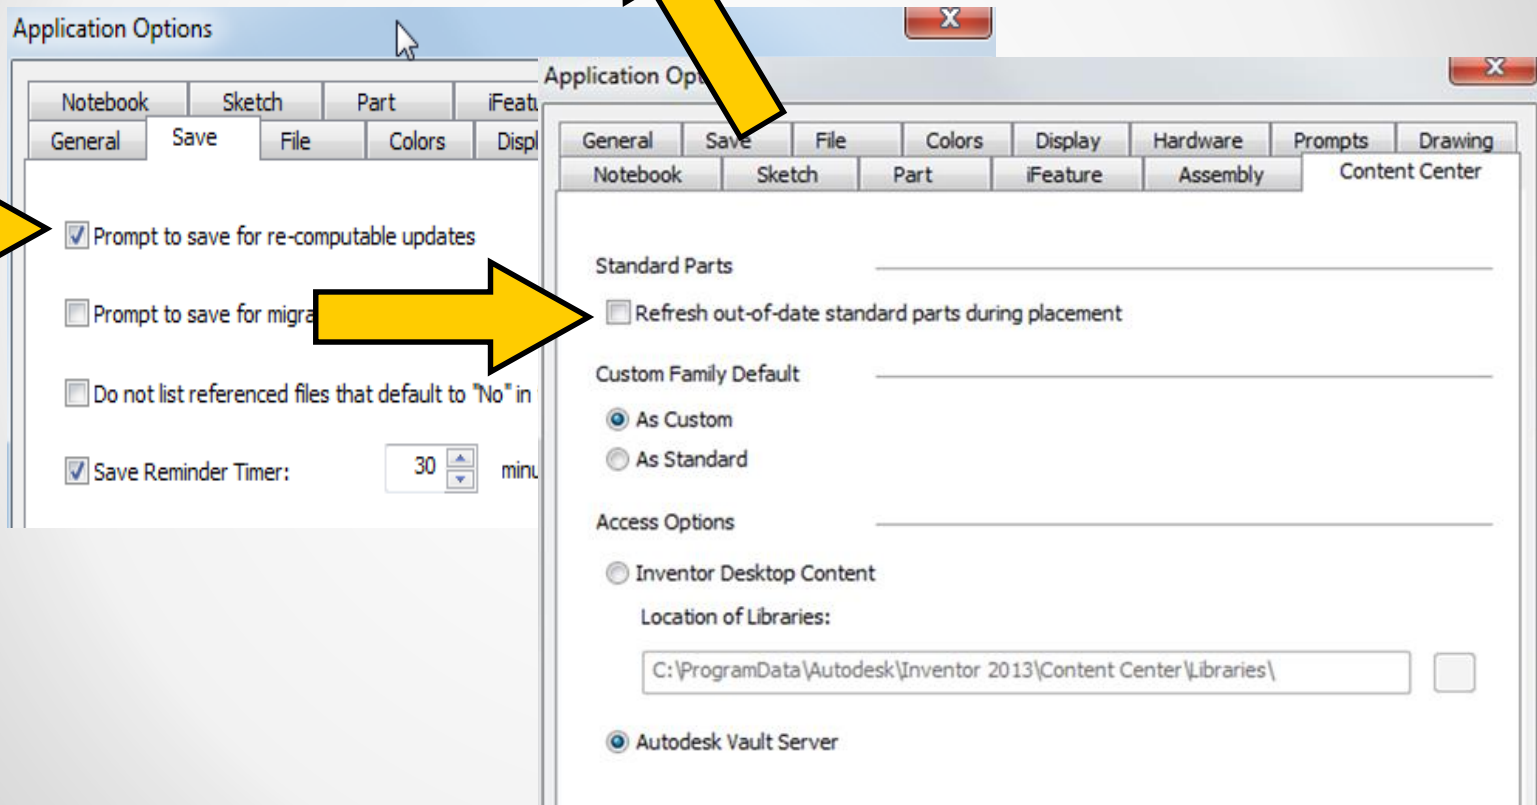 Application Options
Notebook Sketch Part
General Save File Colors
Prompt to save for re-computable updates
Prompt to save for
Do not list referenced files that default to "No" in
Save Reminder Timer: 30
Application
General Save File Colors Display Hardware Prompts Drawing
Notebook Sketch Part iFeature Assembly Content Center
Standard Parts
Refresh out-of-date standard parts during placement
Custom Family Default
As Custom
As Standard
Access Options
Inventor Desktop Content
Location of Libraries:
C:\ProgramData\Autodesk\Inventor 2013\Content Center\Libraries\
Autodesk Vault Server